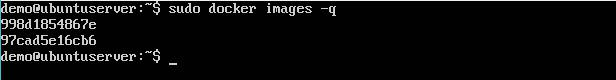 demo@ubuntuserver:~$ sudo docker images -q
998d1854867e
97cad5e16cb6
demo@ubuntuserver:~$ _